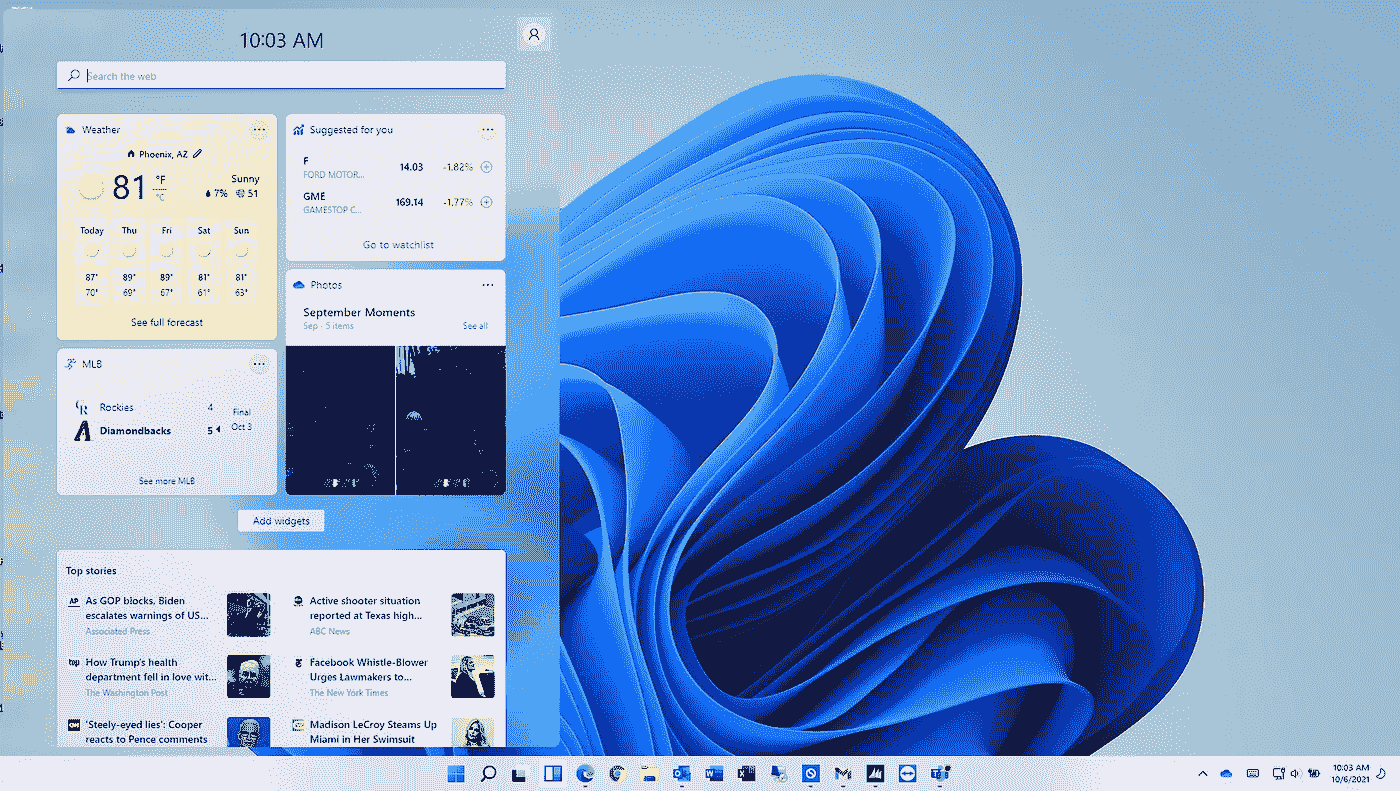 10:03 AM
Search the web
Weather
Phoenix, AZ
81 °F
°C
Sunny
7% 51
Today Thu Fri Sat Sun
87° 89° 89° 81° 81°
70° 69° 67° 61° 63°
See full forecast
Suggested for you
F 14.03 -1.82%
FORD MOTOR...
GME 169.14 -1.77%
GAMESTOP C...
Go to watchlist
Photos
September Moments
Sep · 5 items See all
MLB
Rockies 4
Diamondbacks 5
Final
Oct 3
See more MLB
Add widgets
Top stories
AP As GOP blocks, Biden
escalates warnings of US...
Associated Press
Active shooter situation
reported at Texas high...
ABC News
wp How Trump's health
department fell in love wit...
The Washington Post
Facebook Whistle-Blower
Urges Lawmakers to...
The New York Times
CNN 'Steely-eyed lies': Cooper
reacts to Pence comments
Madison LeCroy Steams Up
Miami in Her Swimsuit
10:03 AM
10/6/2021